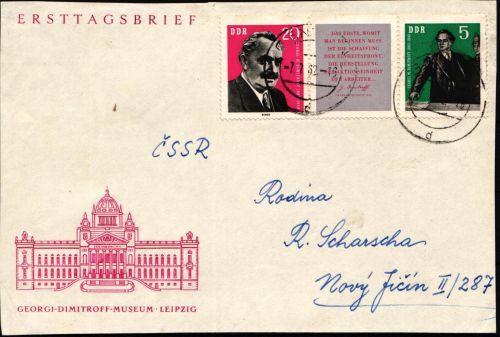 ERSTTAGSBRIEF
DDR
20
DAS ERSTE, WOMIT
MAN BEGINNEN MUSS,
IST DIE SCHAFFUNG
DER EINHEITSFRONT,
DIE HERSTELLUNG
AKTIONSEINHEIT
DER ARBEITER...
DDR
5
62
d
d
ČSSR
Rodina
R. Scharscha
Nový Jičín II/287
GEORGI-DIMITROFF-MUSEUM · LEIPZIG